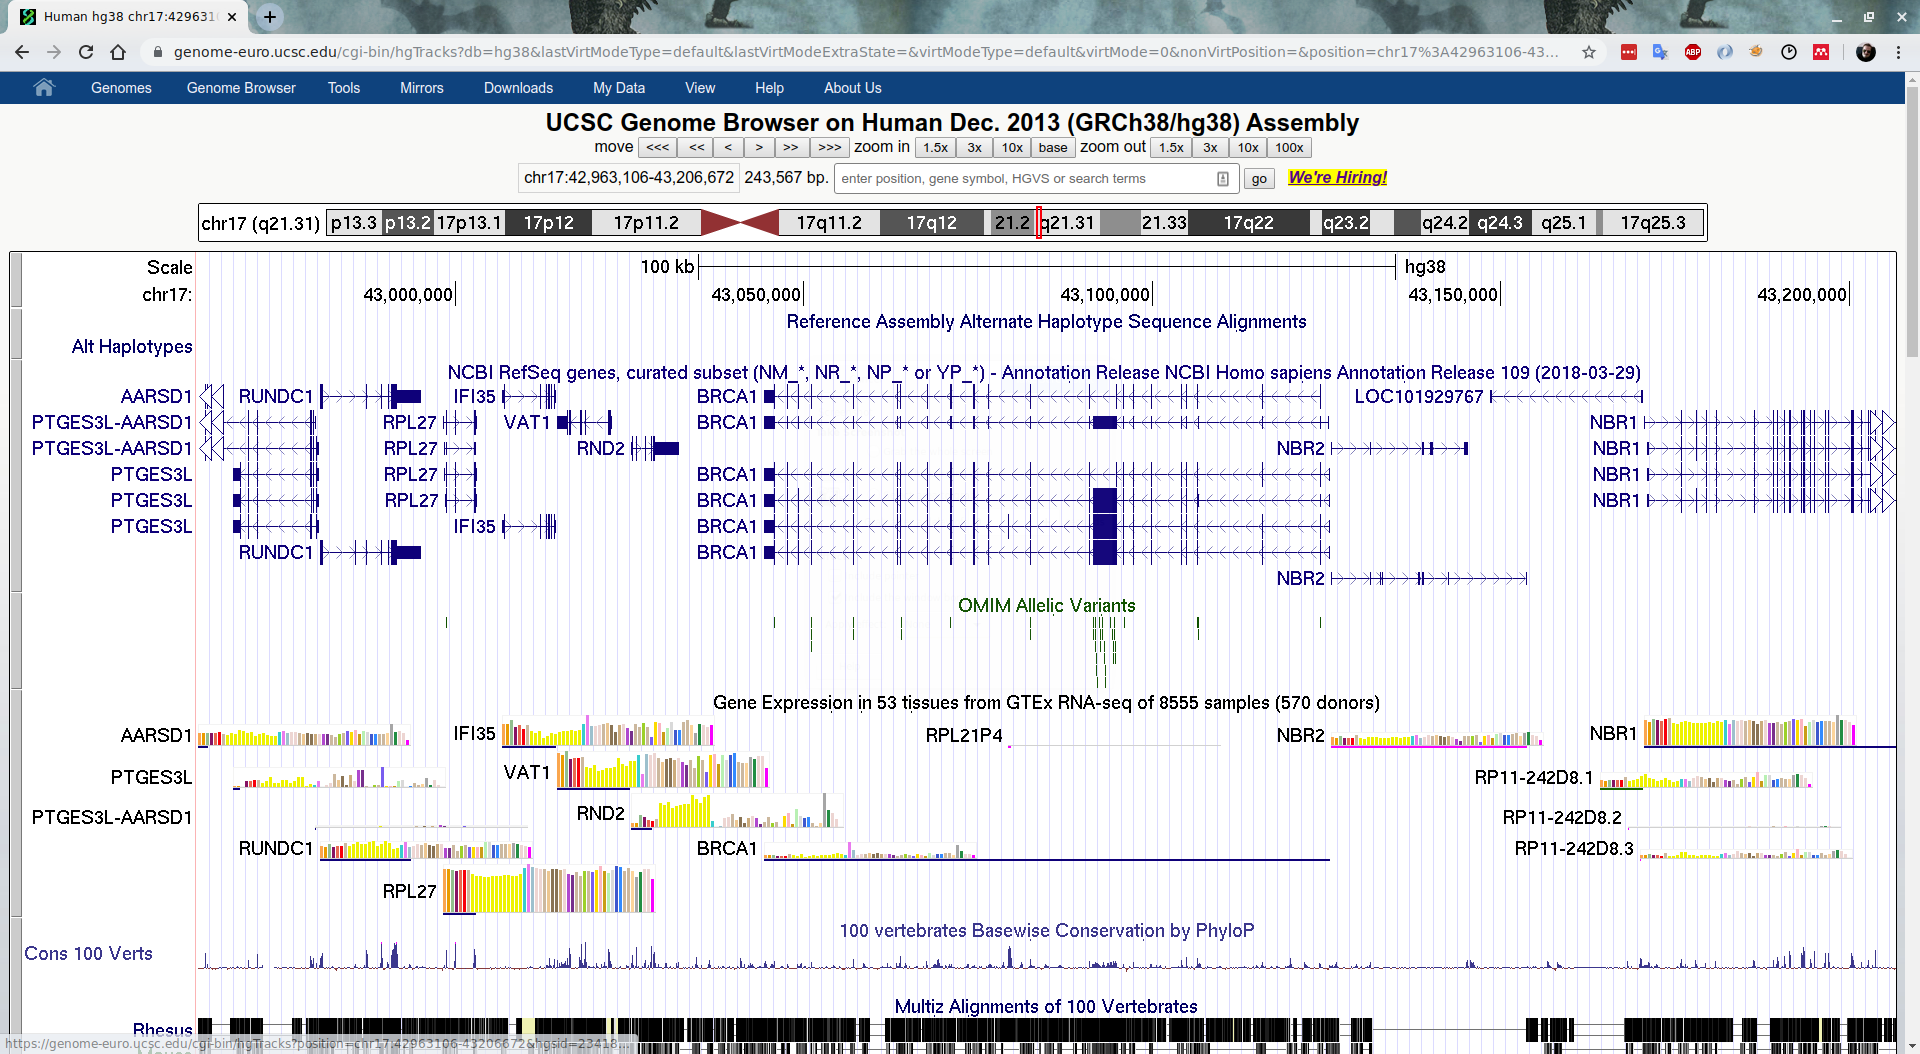 Human hg38 chr17:429631
genome-euro.ucsc.edu/cgi-bin/hgTracks?db=hg38&lastVirtModeType=default&lastVirtModeExtraState=&virtModeType=default&virtMode=0&nonVirtPosition=&position=chr17%3A42963106-43...
ABP
Genomes Genome Browser Tools Mirrors Downloads My Data View Help About Us
UCSC Genome Browser on Human Dec. 2013 (GRCh38/hg38) Assembly
move <<< << < > >> >>> zoom in 1.5x 3x 10x base zoom out 1.5x 3x 10x 100x
chr17:42,963,106-43,206,672 243,567 bp. enter position, gene symbol, HGVS or search terms go We're Hiring!
chr17 (q21.31) p13.3 p13.2 17p13.1 17p12 17p11.2 17q11.2 17q12 21.2 q21.31 21.33 17q22 q23.2 q24.2 q24.3 q25.1 17q25.3
Scale 100 kb hg38
chr17: 43,000,000 43,050,000 43,100,000 43,150,000 43,200,000
Reference Assembly Alternate Haplotype Sequence Alignments
Alt Haplotypes
NCBI RefSeq genes, curated subset (NM_*, NR_*, NP_* or YP_*) - Annotation Release NCBI Homo sapiens Annotation Release 109 (2018-03-29)
AARSD1 RUNDC1 IFI35 BRCA1 LOC101929767
PTGES3L-AARSD1 RPL27 VAT1 BRCA1 NBR1
PTGES3L-AARSD1 RPL27 RND2 NBR2 NBR1
PTGES3L RPL27 BRCA1 NBR1
PTGES3L RPL27 BRCA1 NBR1
PTGES3L IFI35 BRCA1
RUNDC1 BRCA1
NBR2
OMIM Allelic Variants
Gene Expression in 53 tissues from GTEx RNA-seq of 8555 samples (570 donors)
AARSD1 IFI35 RPL21P4 NBR2 NBR1
PTGES3L VAT1 RP11-242D8.1
PTGES3L-AARSD1 RND2 RP11-242D8.2
RUNDC1 BRCA1 RP11-242D8.3
RPL27
100 vertebrates Basewise Conservation by PhyloP
Cons 100 Verts
Multiz Alignments of 100 Vertebrates
Rhesus
https://genome-euro.ucsc.edu/cgi-bin/hgTracks?position=chr17:42963106-43206672&hgsid=23418...